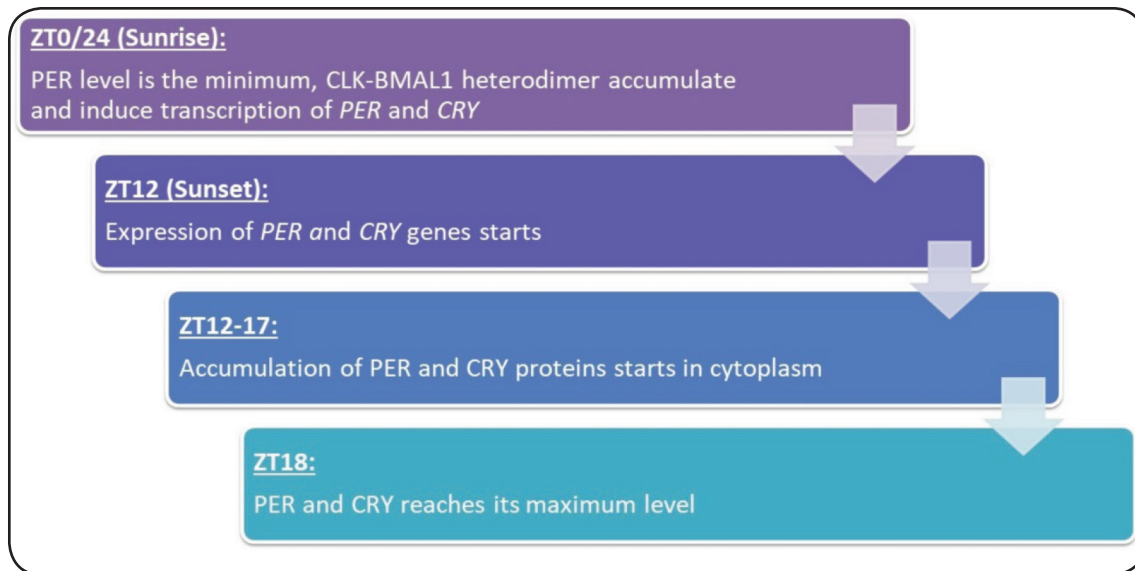 ZT0/24 (Sunrise):
PER level is the minimum, CLK-BMAL1 heterodimer accumulate
and induce transcription of PER and CRY
ZT12 (Sunset):
Expression of PER and CRY genes starts
ZT12-17:
Accumulation of PER and CRY proteins starts in cytoplasm
ZT18:
PER and CRY reaches its maximum level